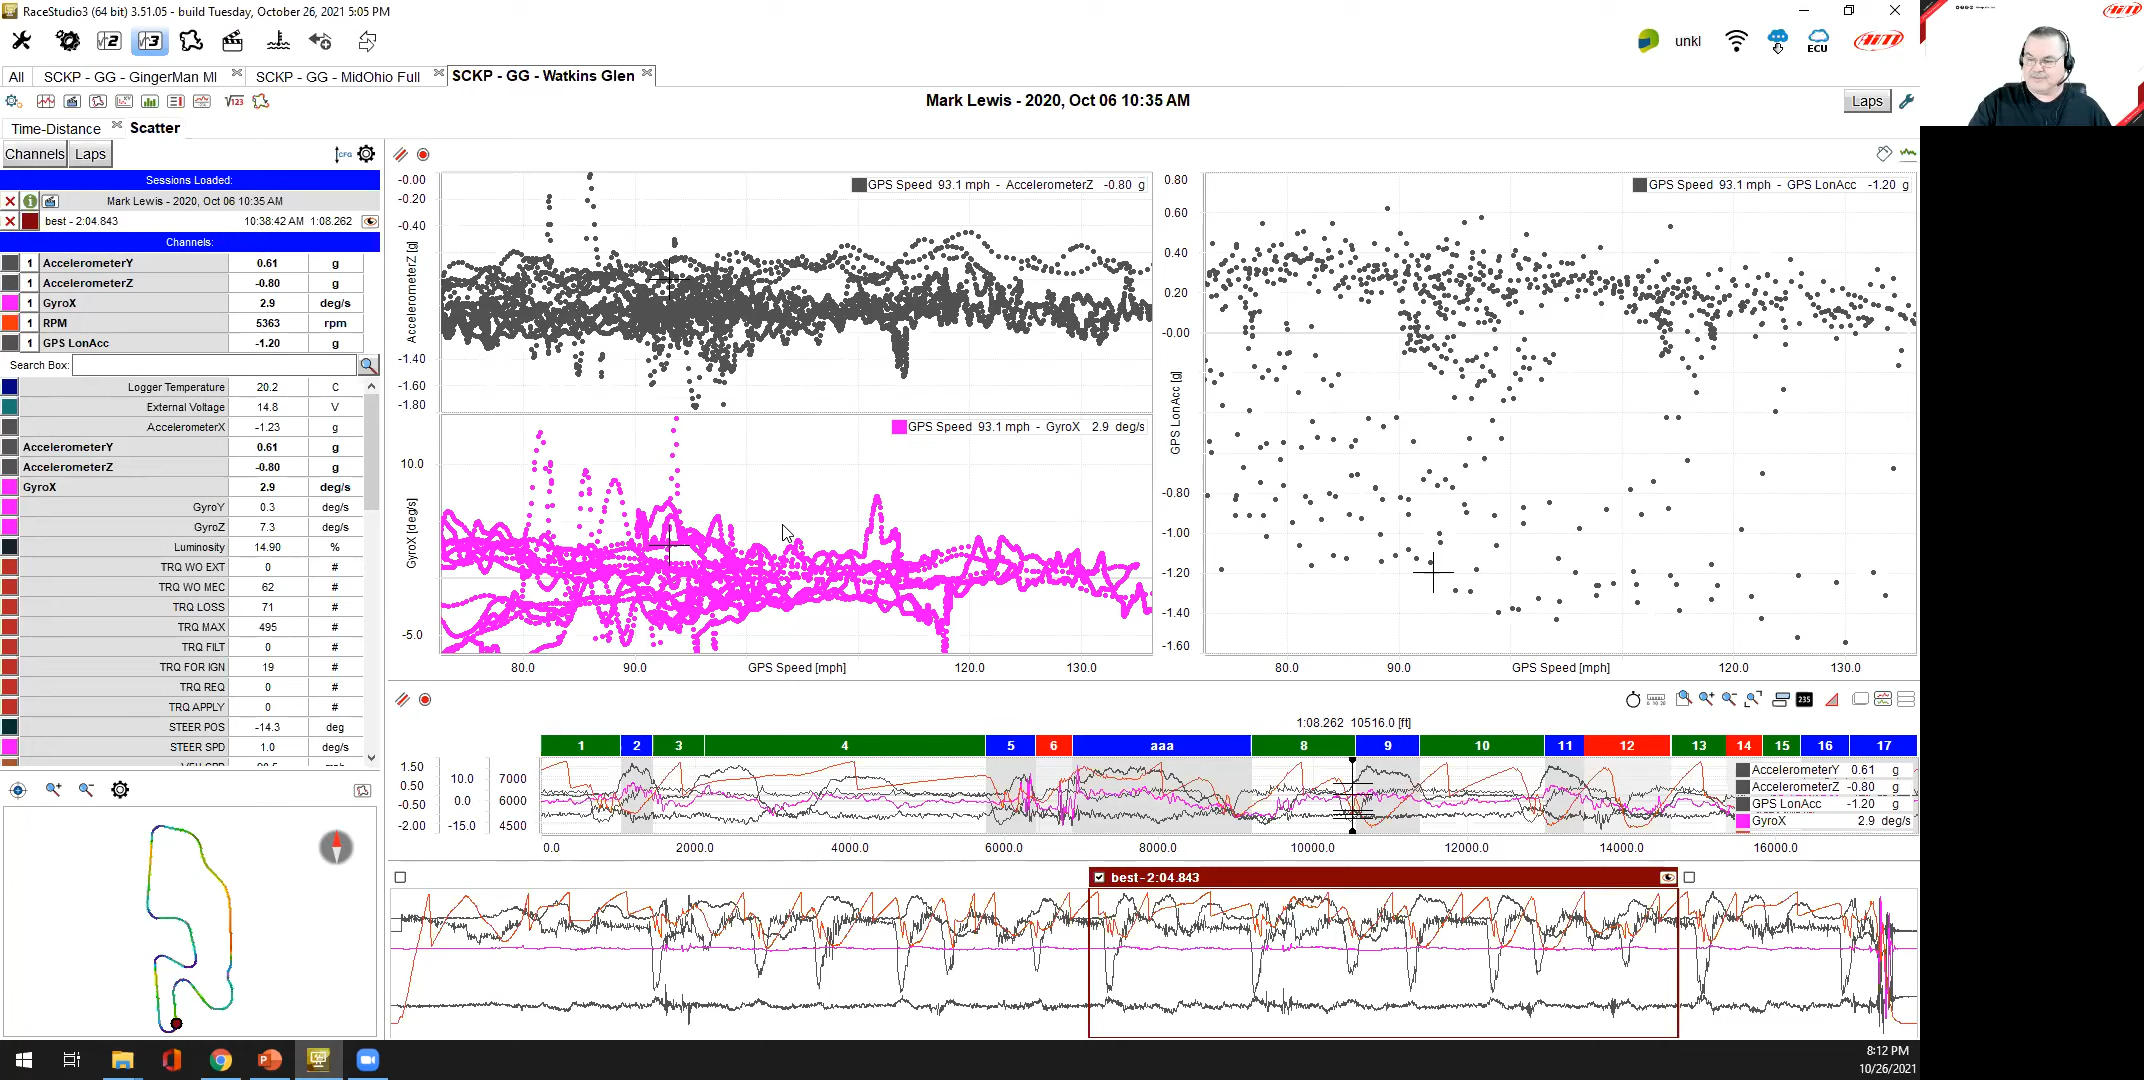 RaceStudio3 (64 bit) 3.51.05 - build Tuesday, October 26, 2021 5:05 PM
unkl
ECU
AiM
All
SCKP - GG - GingerMan MI
SCKP - GG - MidOhio Full
SCKP - GG - Watkins Glen
Mark Lewis - 2020, Oct 06 10:35 AM
Laps
Time-Distance
Scatter
Channels
Laps
CFG
Sessions Loaded:
Mark Lewis - 2020, Oct 06 10:35 AM
best - 2:04.843 10:38:42 AM 1:08.262
Channels:
1 AccelerometerY 0.61 g
1 AccelerometerZ -0.80 g
1 GyroX 2.9 deg/s
1 RPM 5363 rpm
1 GPS LonAcc -1.20 g
Search Box:
Logger Temperature 20.2 C
External Voltage 14.8 V
AccelerometerX -1.23 g
AccelerometerY 0.61 g
AccelerometerZ -0.80 g
GyroX 2.9 deg/s
GyroY 0.3 deg/s
GyroZ 7.3 deg/s
Luminosity 14.90 %
TRQ WO EXT 0 #
TRQ WO MEC 62 #
TRQ LOSS 71 #
TRQ MAX 495 #
TRQ FILT 0 #
TRQ FOR IGN 19 #
TRQ REQ 0 #
TRQ APPLY 0 #
STEER POS -14.3 deg
STEER SPD 1.0 deg/s
-0.00
-0.20
-0.40
-1.40
-1.60
-1.80
AccelerometerZ [g]
GPS Speed 93.1 mph - AccelerometerZ -0.80 g
10.0
-5.0
GyroX [deg/s]
GPS Speed 93.1 mph - GyroX 2.9 deg/s
80.0 90.0 GPS Speed [mph] 120.0 130.0
0.80
0.60
0.40
0.20
-0.00
-0.80
-1.00
-1.20
-1.40
-1.60
GPS LonAcc [g]
GPS Speed 93.1 mph - GPS LonAcc -1.20 g
80.0 90.0 GPS Speed [mph] 120.0 130.0
235
1:08.262 10516.0 [ft]
1 2 3 4 5 6 aaa 8 9 10 11 12 13 14 15 16 17
1.50 10.0 7000
0.50 0.0 6000
-0.50
-2.00 -15.0 4500
AccelerometerY 0.61 g
AccelerometerZ -0.80 g
GPS LonAcc -1.20 g
GyroX 2.9 deg/s
0.0 2000.0 4000.0 6000.0 8000.0 10000.0 12000.0 14000.0 16000.0
best - 2:04.843
8:12 PM
10/26/2021